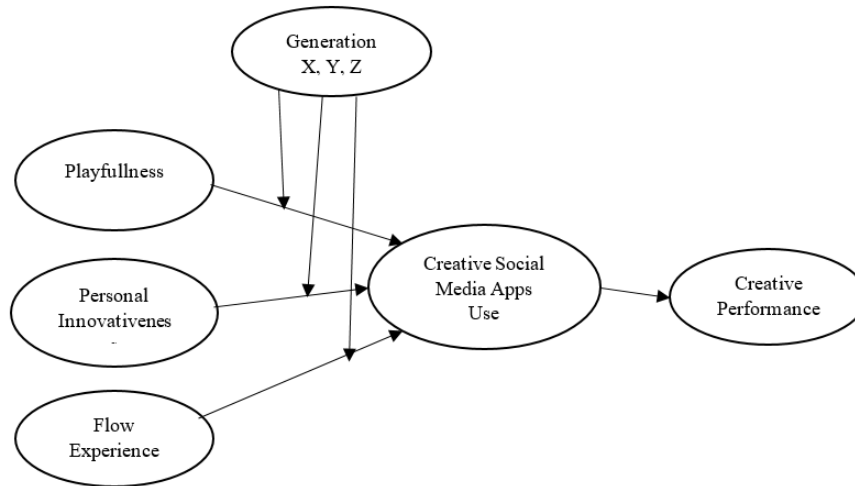 Generation
X, Y, Z
Playfullness
Personal
Innovativenes
Flow
Experience
Creative Social
Media Apps
Use
Creative
Performance